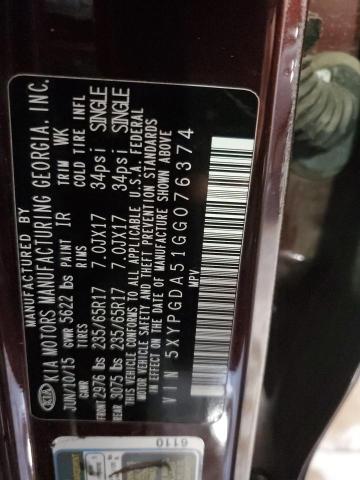 MANUFACTURED BY
KIA KIA MOTORS MANUFACTURING GEORGIA, INC.
JUN/10/15 GVWR 5622 lbs PAINT IR TRIM WK
GAWR TIRES RIMS COLD TIRE INFL
FRONT 2976 lbs 235/65R17 7.0JX17 34psi SINGLE
REAR 3075 lbs 235/65R17 7.0JX17 34psi SINGLE
THIS VEHICLE CONFORMS TO ALL APPLICABLE U.S.A. FEDERAL
MOTOR VEHICLE SAFETY AND THEFT PREVENTION STANDARDS
IN EFFECT ON THE DATE OF MANUFACTURE SHOWN ABOVE
VIN 5XYPGDA51GG076374
MPV
6110